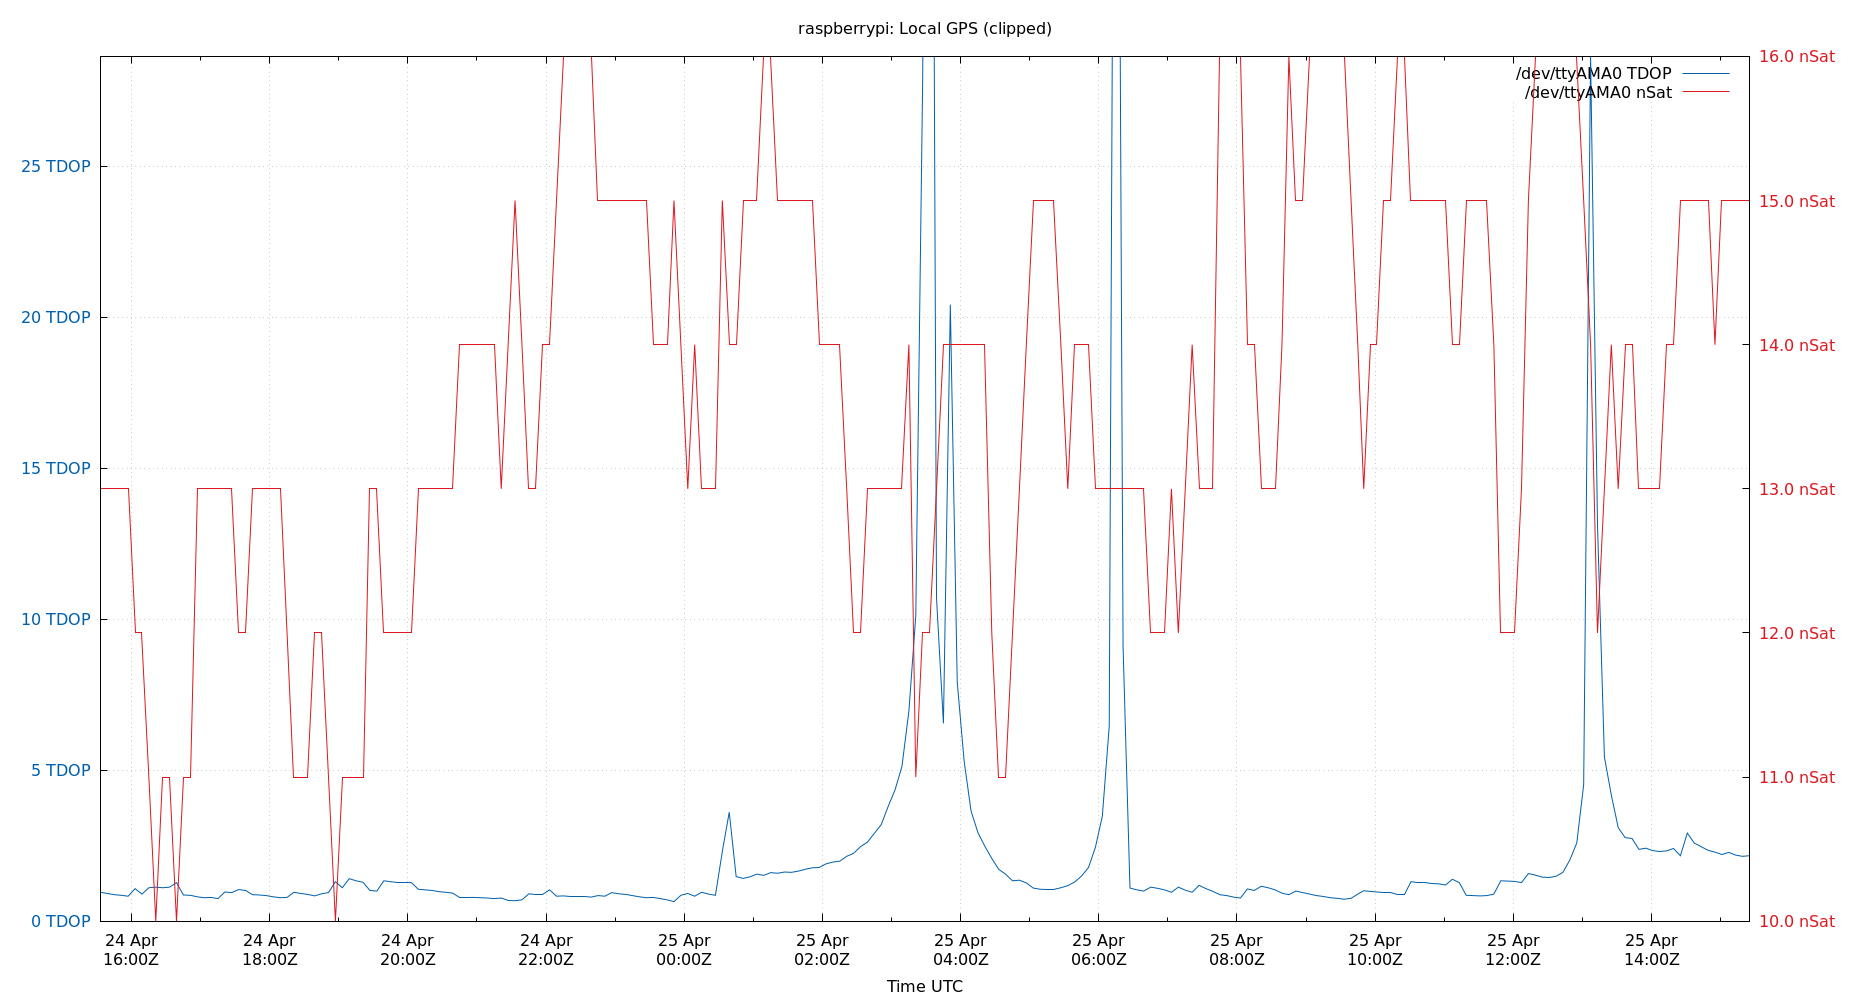 raspberrypi: Local GPS (clipped)
/dev/ttyAMA0 TDOP
/dev/ttyAMA0 nSat
25 TDOP
20 TDOP
15 TDOP
10 TDOP
5 TDOP
0 TDOP
16.0 nSat
15.0 nSat
14.0 nSat
13.0 nSat
12.0 nSat
11.0 nSat
10.0 nSat
24 Apr
16:00Z
24 Apr
18:00Z
24 Apr
20:00Z
24 Apr
22:00Z
25 Apr
00:00Z
25 Apr
02:00Z
25 Apr
04:00Z
25 Apr
06:00Z
25 Apr
08:00Z
25 Apr
10:00Z
25 Apr
12:00Z
25 Apr
14:00Z
Time UTC